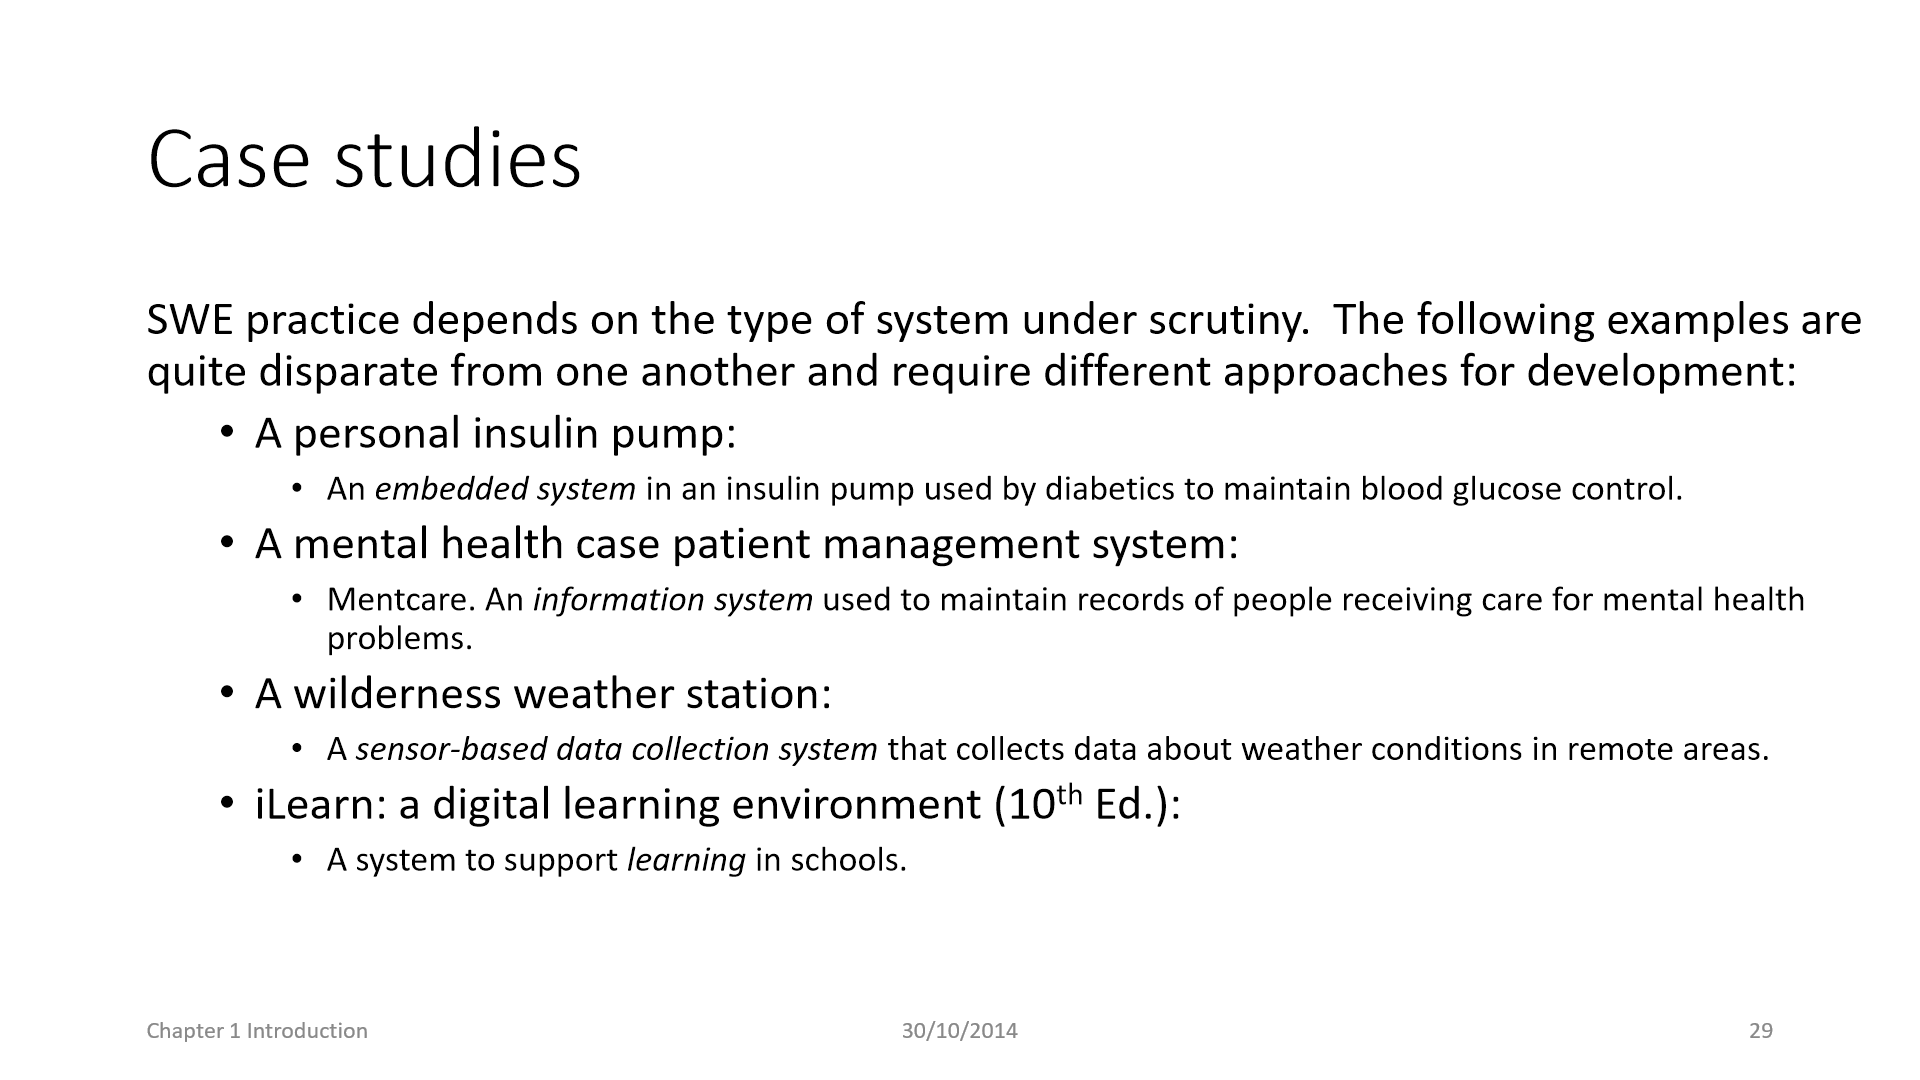 Case studies
SWE practice depends on the type of system under scrutiny.  The following examples are
quite disparate from one another and require different approaches for development:
• A personal insulin pump:
• An embedded system in an insulin pump used by diabetics to maintain blood glucose control.
• A mental health case patient management system:
• Mentcare. An information system used to maintain records of people receiving care for mental health
problems.
• A wilderness weather station:
• A sensor-based data collection system that collects data about weather conditions in remote areas.
• iLearn: a digital learning environment (10th Ed.):
• A system to support learning in schools.
Chapter 1 Introduction 30/10/2014 29